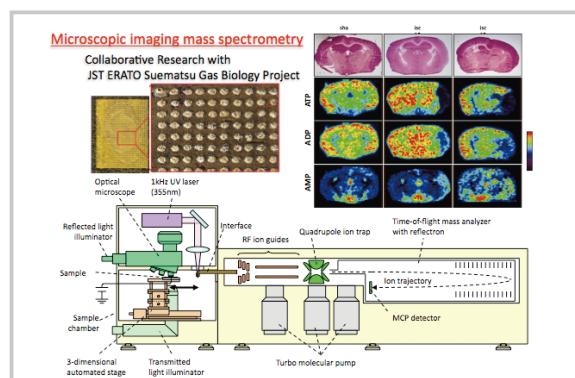 Microscopic imaging mass spectrometry
Collaborative Research with
JST ERATO Suematsu Gas Biology Project
sha
isc
isc
ATP
ADP
AMP
Optical
microscope
1kHz UV laser
(355nm)
Reflected light
illuminator
Interface
RF ion guides
Quadrupole ion trap
Time-of-flight mass analyzer
with reflectron
Sample
Ion trajectory
MCP detector
Sample
chamber
3-dimensional
automated stage
Transmitted
light illuminator
Turbo molecular pump